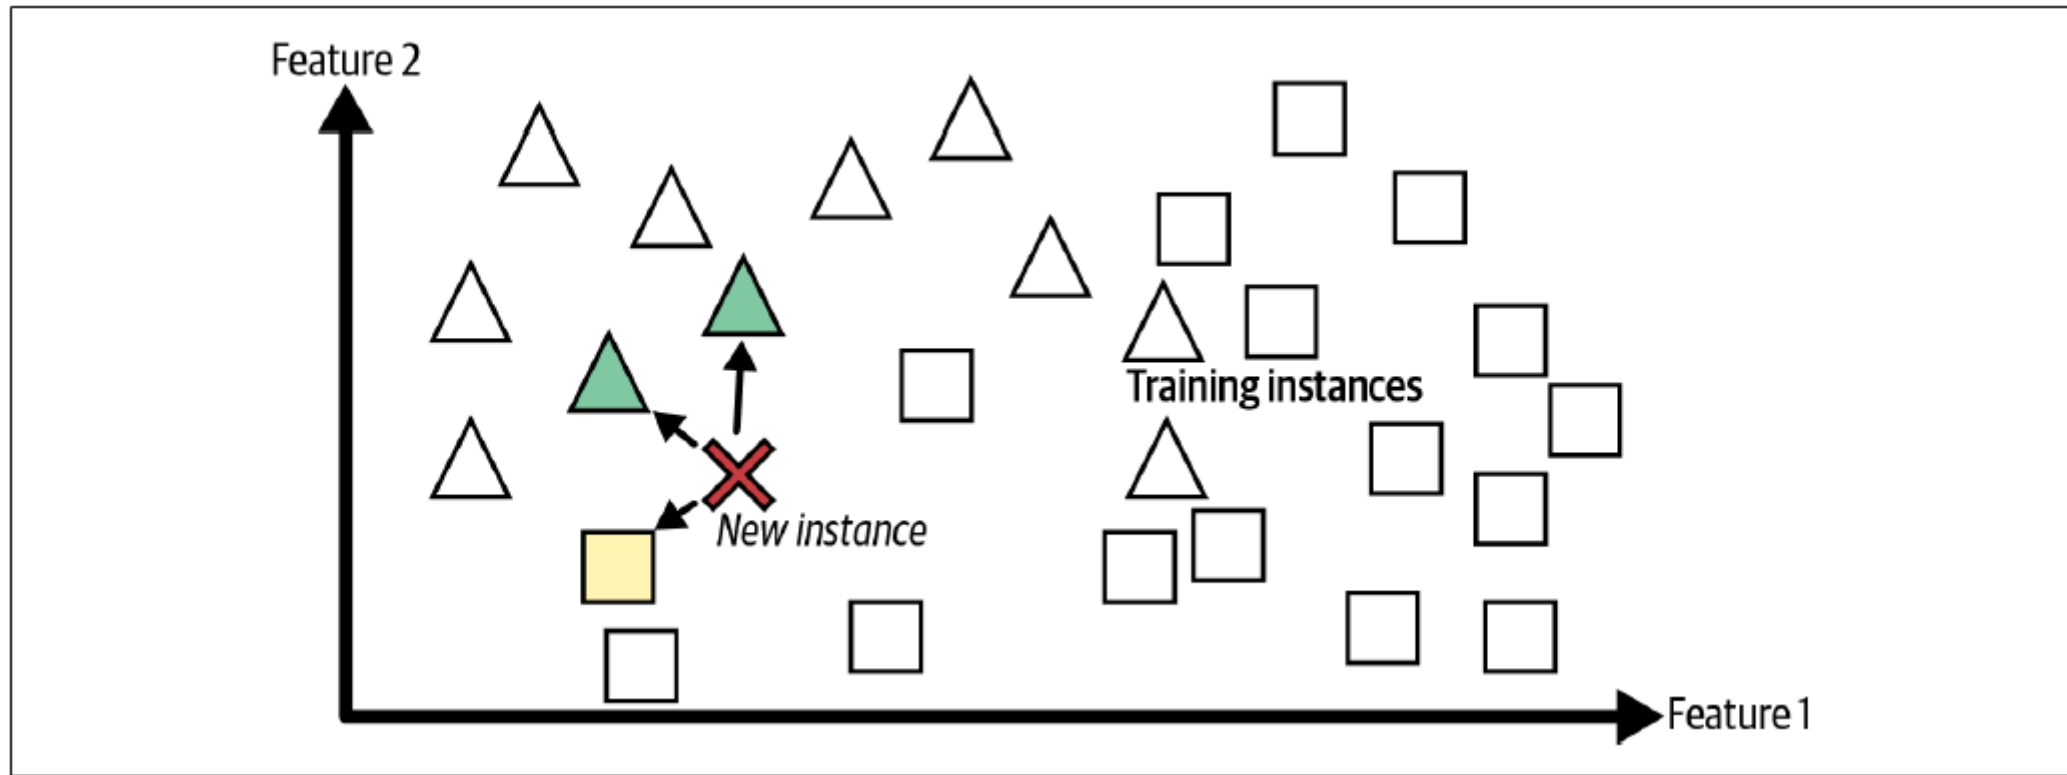 Feature 2
Training instances
New instance
Feature 1